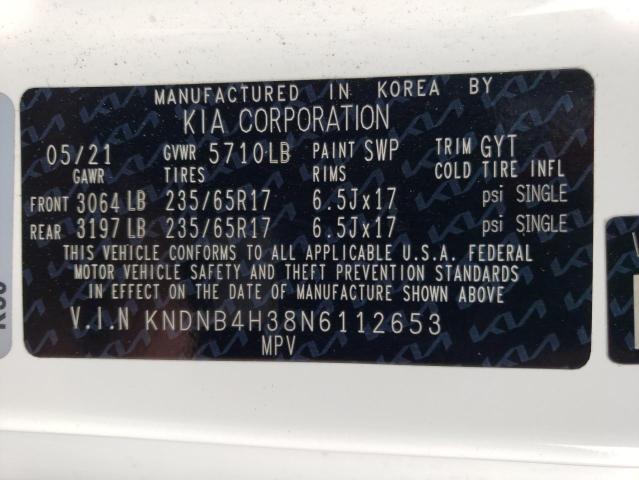 MANUFACTURED IN KOREA BY
KIA CORPORATION
05/21 GVWR 5710LB PAINT SWP TRIM GYT
GAWR TIRES RIMS COLD TIRE INFL
FRONT 3064 LB 235/65R17 6.5Jx17 psi SINGLE
REAR 3197 LB 235/65R17 6.5Jx17 psi SINGLE
THIS VEHICLE CONFORMS TO ALL APPLICABLE U.S.A. FEDERAL
MOTOR VEHICLE SAFETY AND THEFT PREVENTION STANDARDS
IN EFFECT ON THE DATE OF MANUFACTURE SHOWN ABOVE
V.I.N KNDNB4H38N6112653
MPV